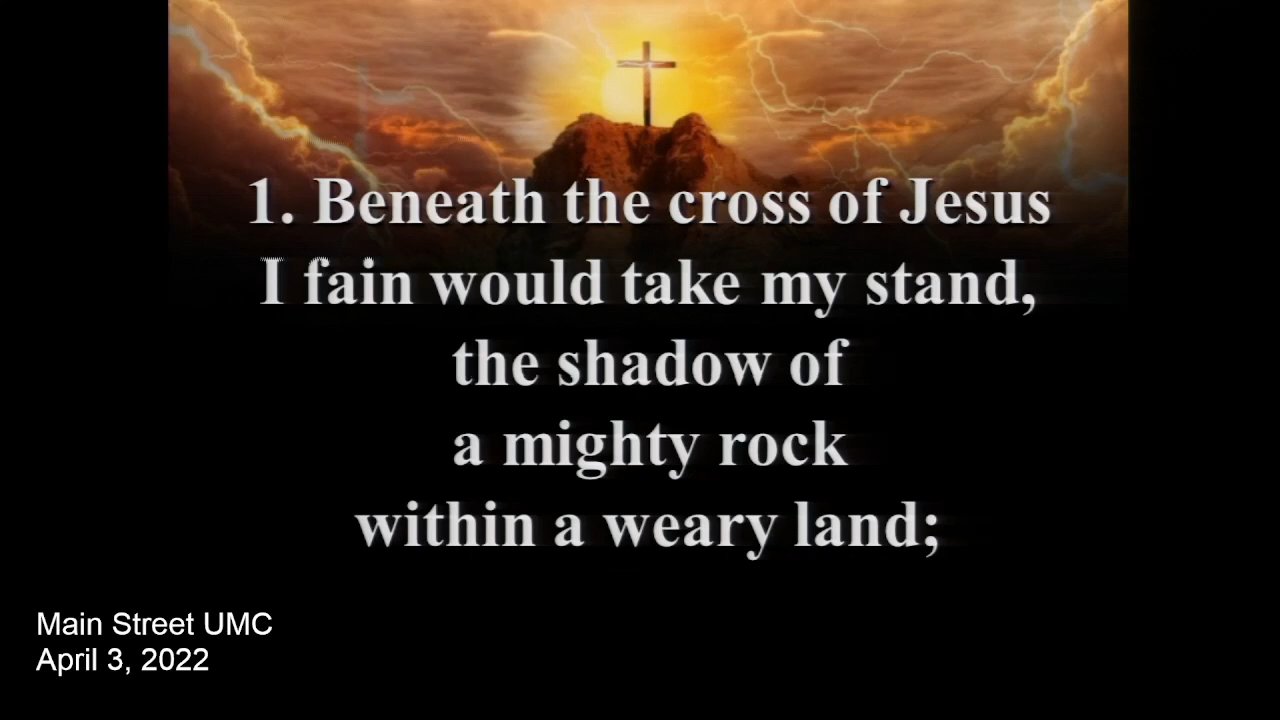 1. Beneath the cross of Jesus
I fain would take my stand,
the shadow of
a mighty rock
within a weary land;
Main Street UMC
April 3, 2022